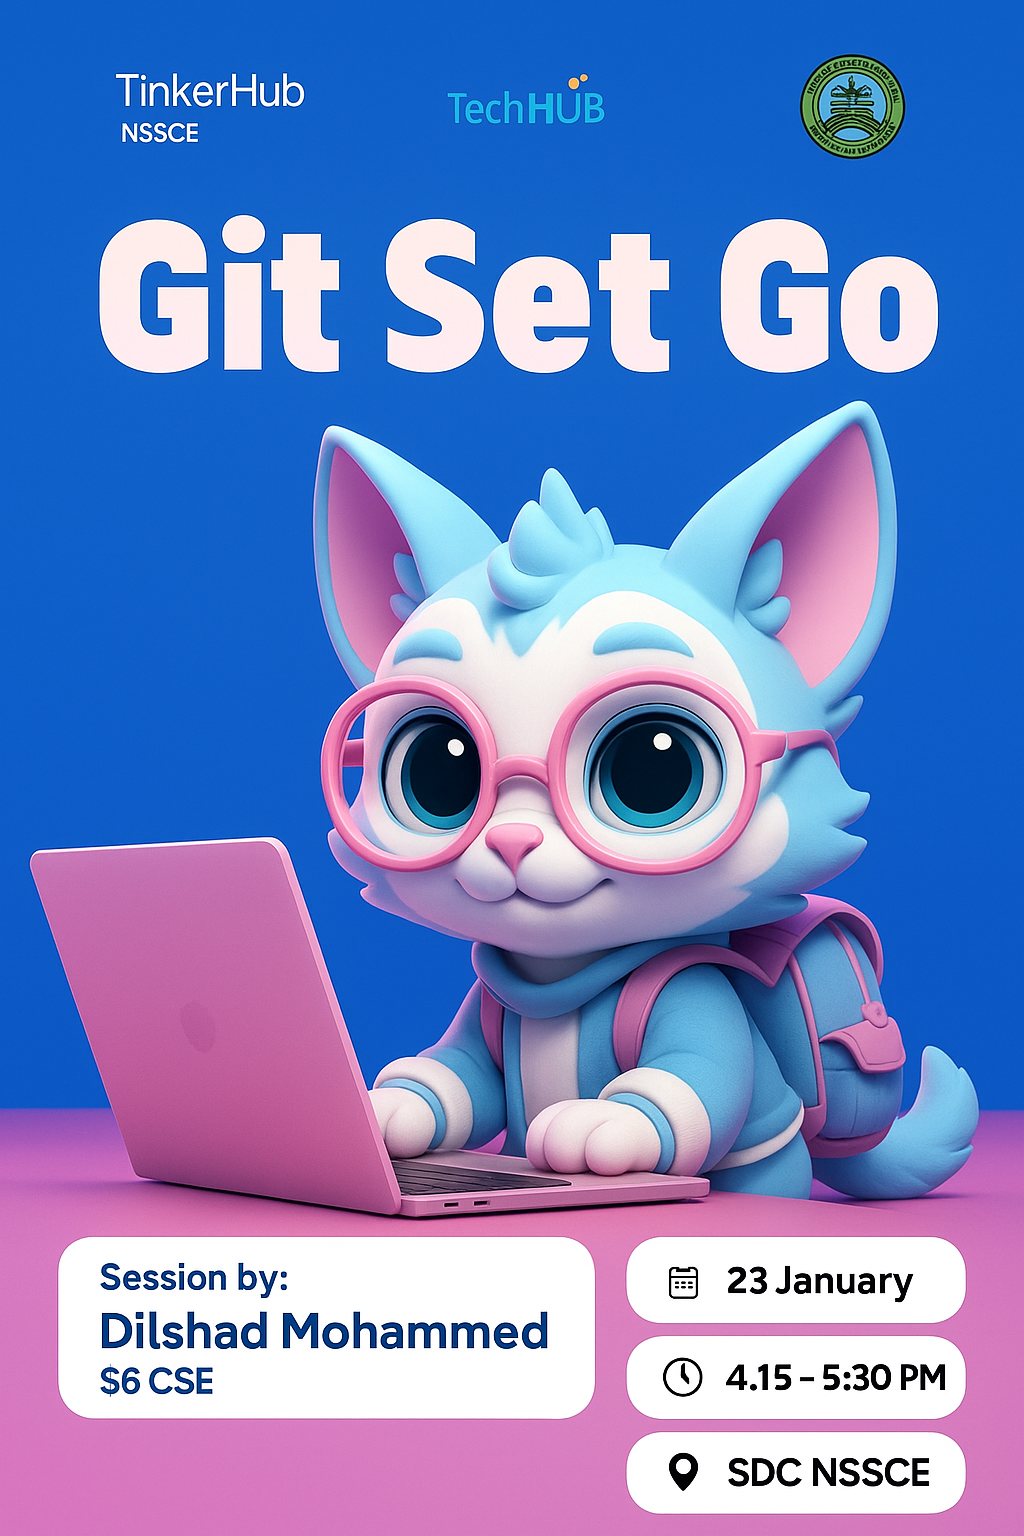 TinkerHub
NSSCE
TechHUB
Git Set Go
Session by:
Dilshad Mohammed
$6 CSE
23 January
4.15 – 5:30 PM
SDC NSSCE